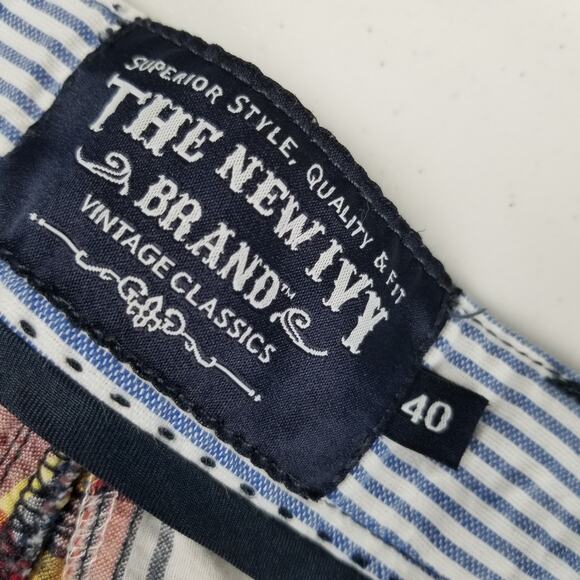 SUPERIOR STYLE, QUALITY & FIT
THE NEW IVY
BRAND™
VINTAGE CLASSICS
40